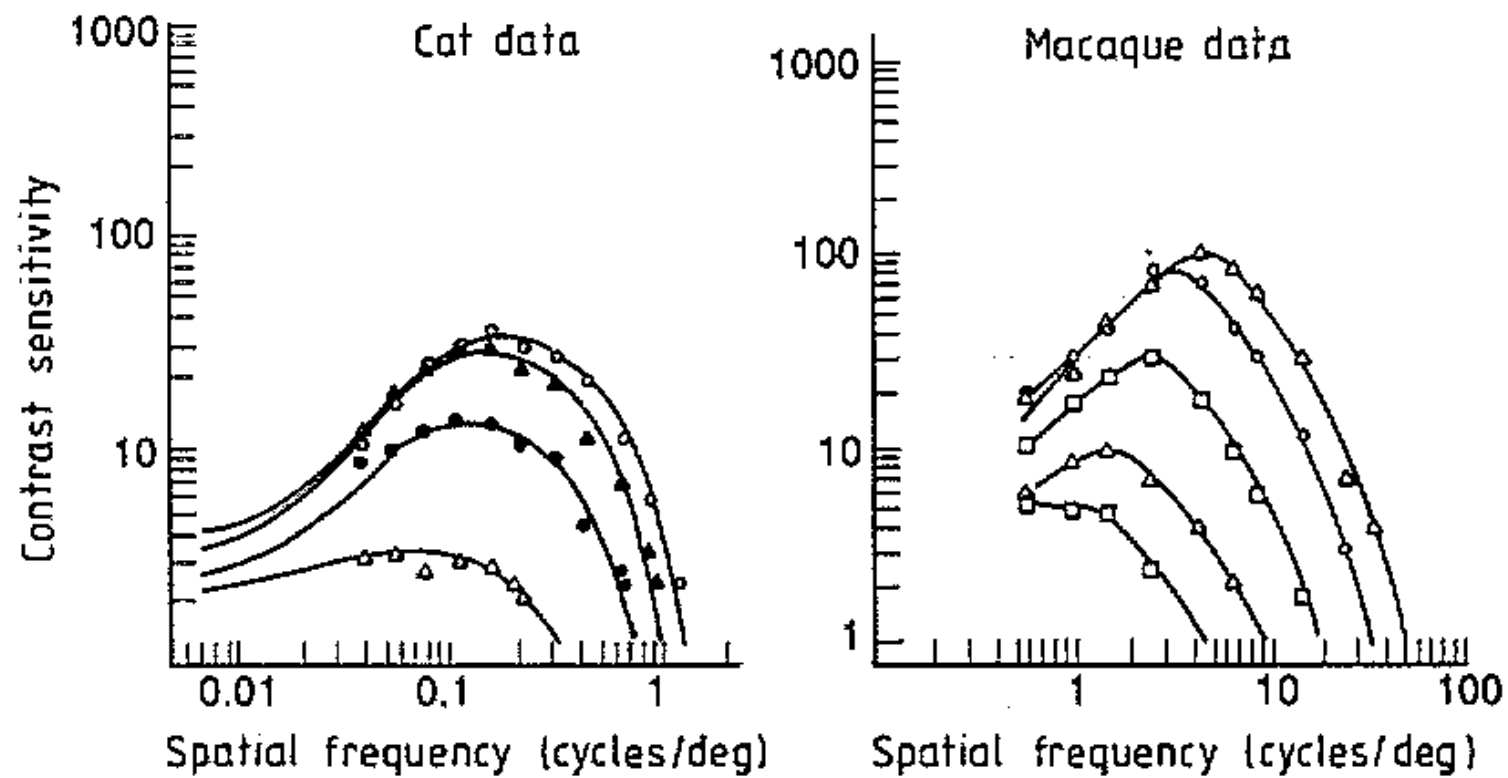 Cat data
Macaque data
Contrast sensitivity
1000
100
10
0.01
0.1
1
Spatial frequency (cycles/deg)
1000
100
10
1
1
10
100
Spatial frequency (cycles/deg)